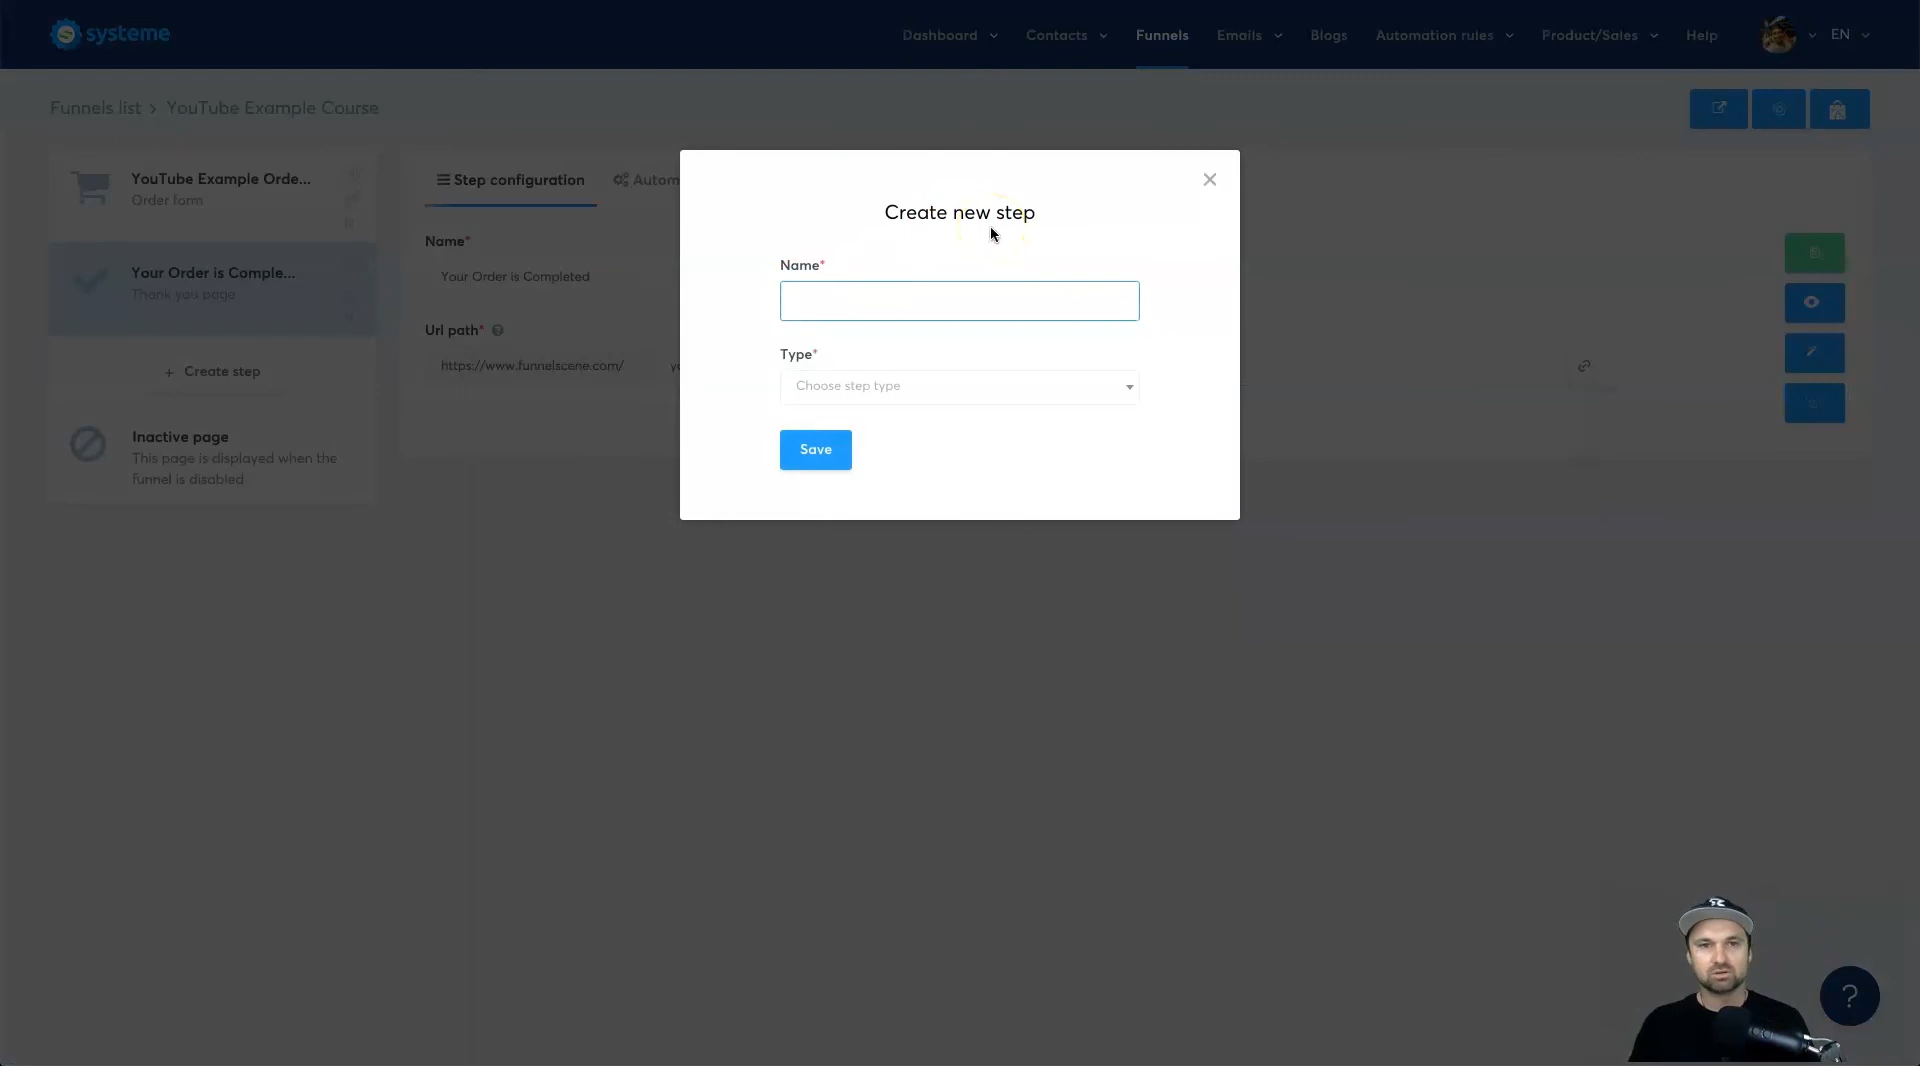 systeme
Dashboard
Contacts
Funnels
Emails
Blogs
Automation rules
Product/Sales
Help
EN
Funnels list > YouTube Example Course
YouTube Example Orde...
Order form
Your Order is Comple...
Thank you page
+ Create step
Inactive page
This page is displayed when the
funnel is disabled
Step configuration
Autom
Name*
Your Order is Completed
Url path* ?
https://www.funnelscene.com/
Create new step
Name*
Type*
Choose step type
Save
?